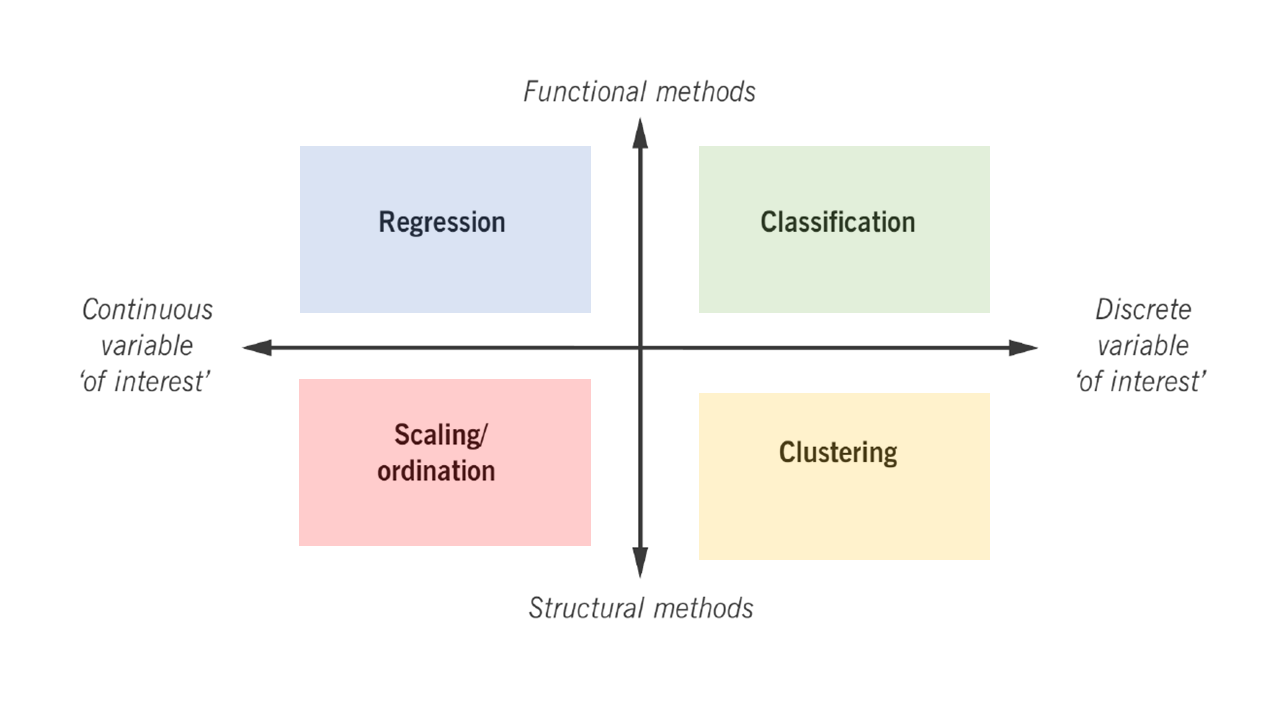 Functional methods
Regression
Classification
Continuous
variable
‘of interest’
Discrete
variable
‘of interest’
Scaling/
ordination
Clustering
Structural methods